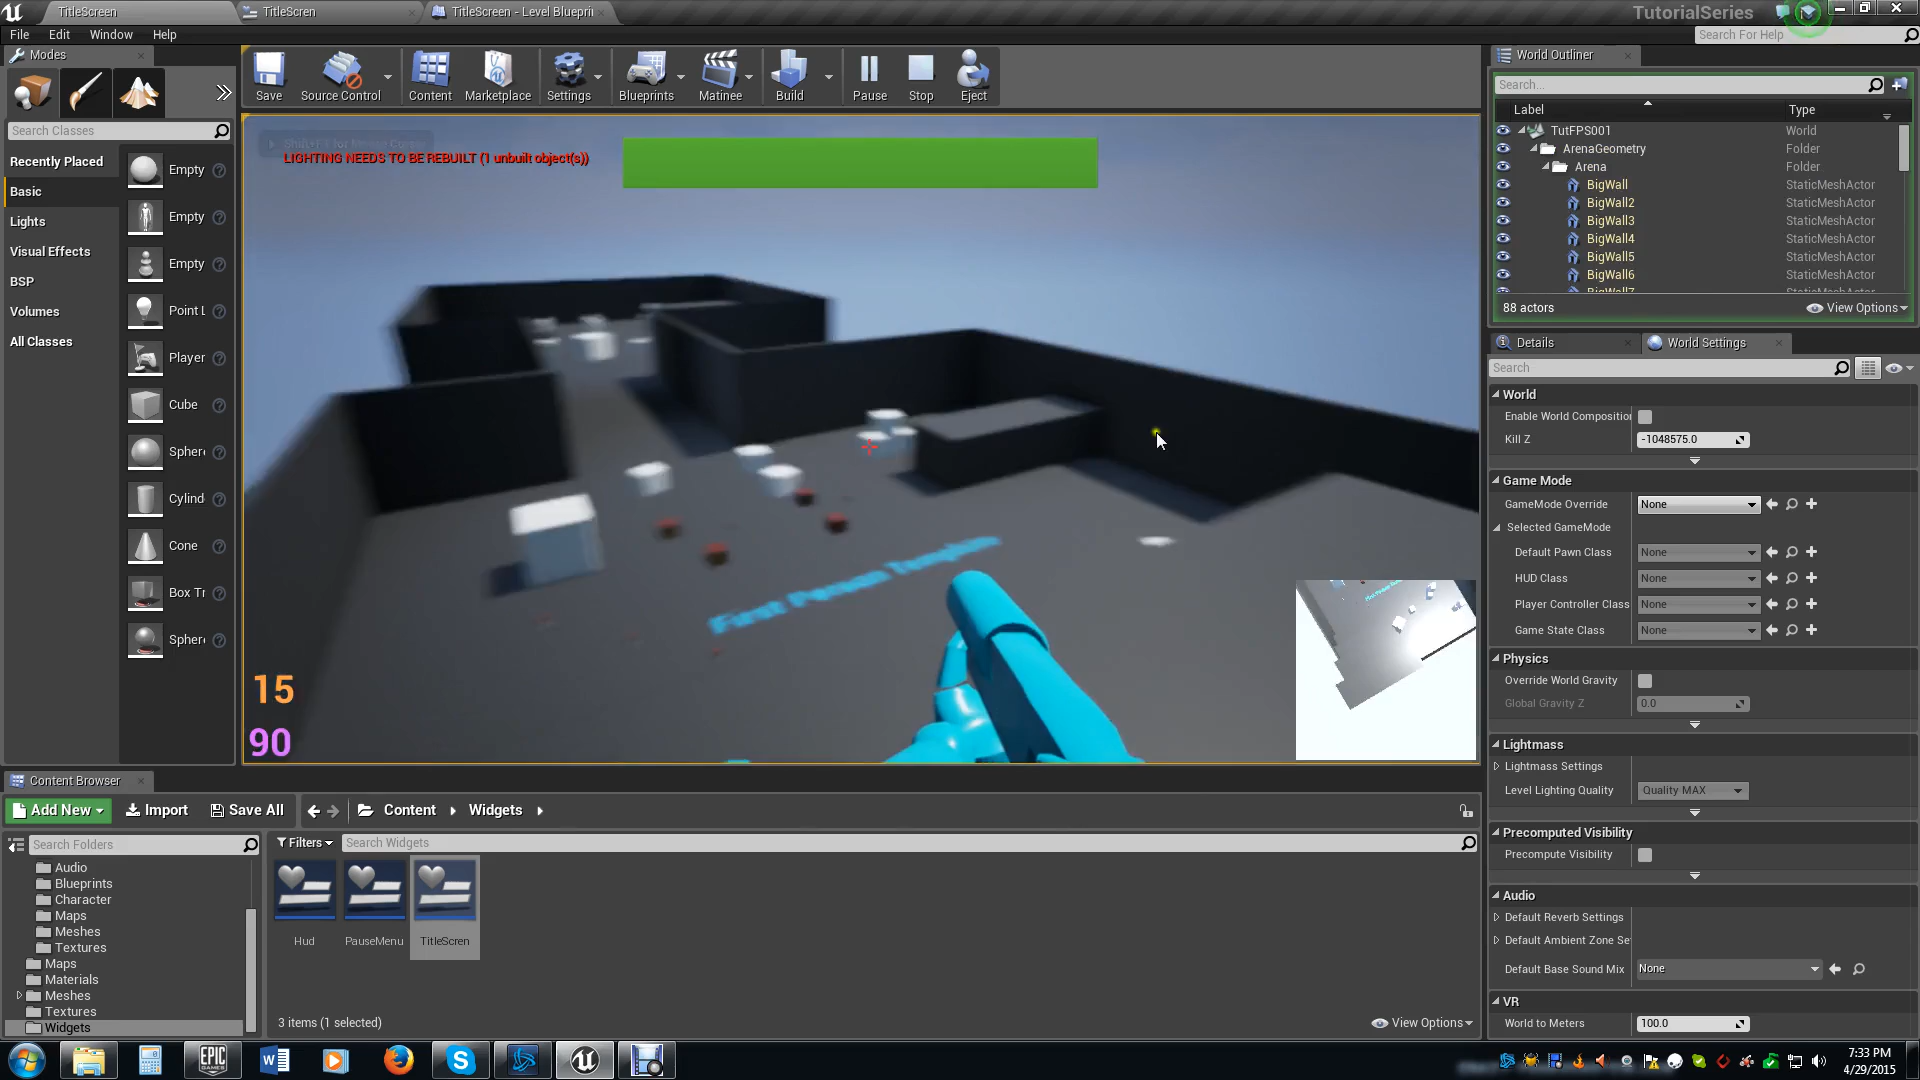 TitleScreen
TitleScren
TitleScreen - Level Blueprin
TutorialSeries
File
Edit
Window
Help
Search For Help
Modes
Save
Source Control
Content
Marketplace
Settings
Blueprints
Matinee
Build
Pause
Stop
Eject
Search Classes
Recently Placed
Basic
Lights
Visual Effects
BSP
Volumes
All Classes
Empty
Empty
Empty
Point L
Player
Cube
Sphere
Cylind
Cone
Box Tr
Sphere
LIGHTING NEEDS TO BE REBUILT (1 unbuilt object(s))
First Person Template
15
90
World Outliner
Search...
Label
Type
TutFPS001
World
ArenaGeometry
Folder
Arena
Folder
BigWall
StaticMeshActor
BigWall2
StaticMeshActor
BigWall3
StaticMeshActor
BigWall4
StaticMeshActor
BigWall5
StaticMeshActor
BigWall6
StaticMeshActor
BigWall7
88 actors
View Options
Details
World Settings
Search
World
Enable World Composition
Kill Z
-1048575.0
Game Mode
GameMode Override
None
Selected GameMode
Default Pawn Class
None
HUD Class
None
Player Controller Class
None
Game State Class
None
Physics
Override World Gravity
Global Gravity Z
0.0
Lightmass
Lightmass Settings
Level Lighting Quality
Quality MAX
Precomputed Visibility
Precompute Visibility
Audio
Default Reverb Settings
Default Ambient Zone Se
Default Base Sound Mix
None
VR
World to Meters
100.0
Content Browser
Add New
Import
Save All
Content
Widgets
Search Folders
Filters
Search Widgets
Audio
Blueprints
Character
Maps
Meshes
Textures
Maps
Materials
Meshes
Textures
Widgets
Hud
PauseMenu
TitleScren
3 items (1 selected)
View Options
EPIC
GAMES
7:33 PM
4/29/2015